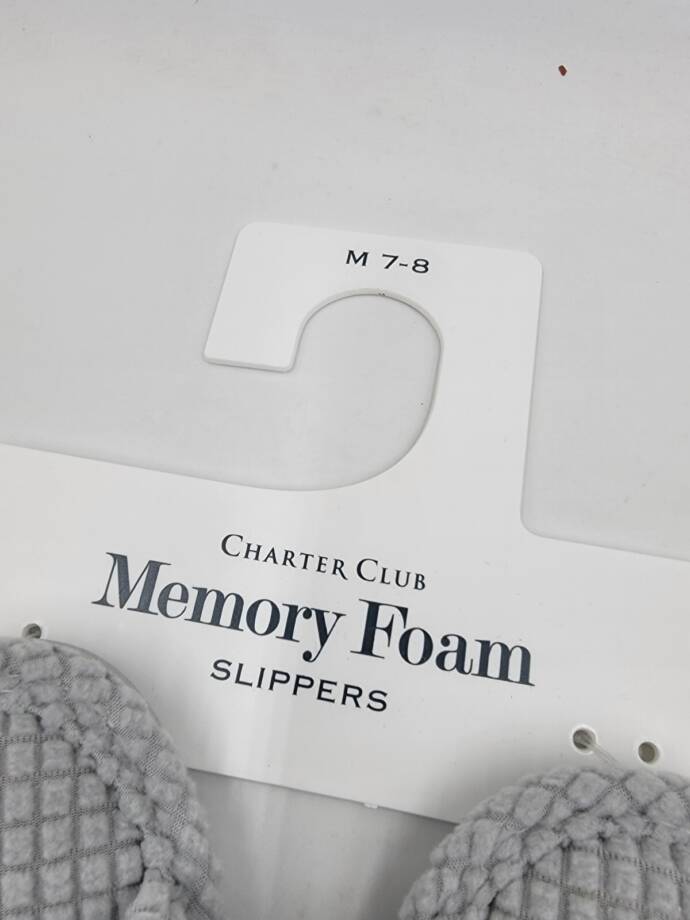 M 7-8
CHARTER CLUB
Memory Foam
SLIPPERS